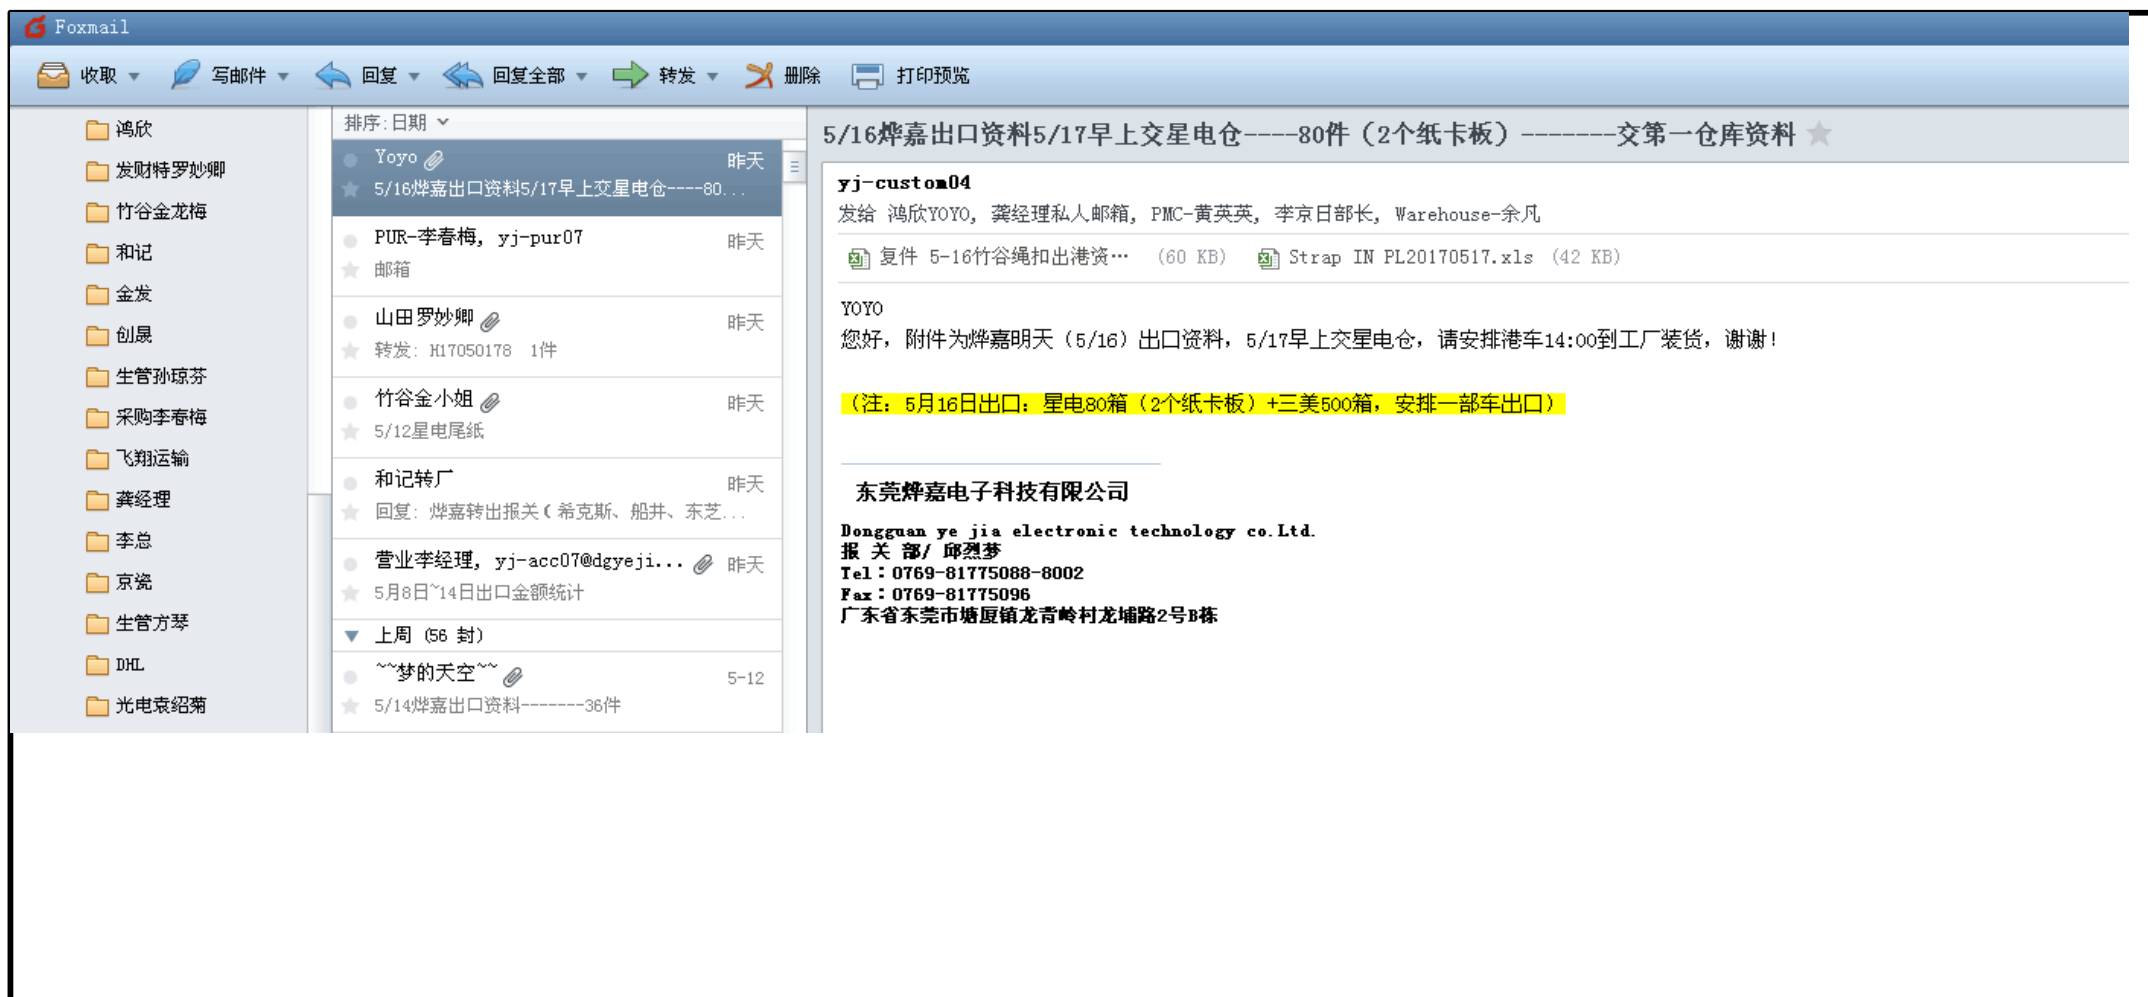 Foxmail
收取 写邮件 回复 回复全部 转发 删除 打印预览
鸿欣
发财特罗妙卿
竹谷金龙梅
和记
金发
创晟
生管孙琼芬
采购李春梅
飞翔运输
龚经理
李总
京瓷
生管方琴
DHL
光电袁绍菊
排序:日期
Yoyo 昨天
5/16烨嘉出口资料5/17早上交星电仓----80...
PUR-李春梅, yj-pur07 昨天
邮箱
山田罗妙卿 昨天
转发: H17050178 1件
竹谷金小姐 昨天
5/12星电尾纸
和记转厂 昨天
回复: 烨嘉转出报关(希克斯、船井、东芝...
营业李经理, yj-acc07@dgyeji... 昨天
5月8日~14日出口金额统计
上周 (56 封)
~~梦的天空~~ 5-12
5/14烨嘉出口资料-------36件
5/16烨嘉出口资料5/17早上交星电仓----80件（2个纸卡板）-------交第一仓库资料
yj-custom04
发给 鸿欣YOYO, 龚经理私人邮箱, PMC-黄英英, 李京日部长, Warehouse-余凡
复件 5-16竹谷绳扣出港资… (60 KB) Strap IN PL20170517.xls (42 KB)
YOYO
您好，附件为烨嘉明天（5/16）出口资料，5/17早上交星电仓，请安排港车14:00到工厂装货，谢谢！
（注：5月16日出口：星电80箱（2个纸卡板）+三美500箱，安排一部车出口）
东莞烨嘉电子科技有限公司
Dongguan ye jia electronic technology co.Ltd.
报 关 部/ 邱烈梦
Tel：0769-81775088-8002
Fax：0769-81775096
广东省东莞市塘厦镇龙背岭村龙埔路2号B栋